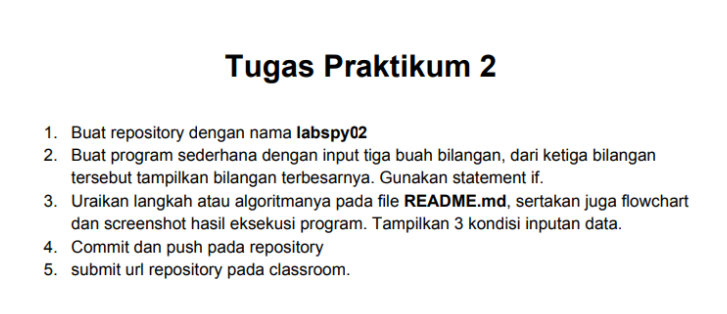 Tugas Praktikum 2
1. Buat repository dengan nama labspy02
2. Buat program sederhana dengan input tiga buah bilangan, dari ketiga bilangan
tersebut tampilkan bilangan terbesarnya. Gunakan statement if.
3. Uraikan langkah atau algoritmanya pada file README.md, sertakan juga flowchart
dan screenshot hasil eksekusi program. Tampilkan 3 kondisi inputan data.
4. Commit dan push pada repository
5. submit url repository pada classroom.